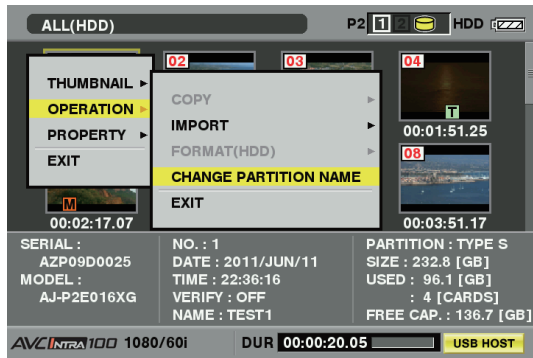 ALL(HDD) P2 1 2 HDD
02 03 04
THUMBNAIL
OPERATION
PROPERTY
EXIT
COPY
IMPORT
FORMAT(HDD)
CHANGE PARTITION NAME
EXIT
T
00:01:51.25
08
M
00:02:17.07 00:03:51.17
SERIAL : NO. : 1 PARTITION : TYPE S
AZP09D0025 DATE : 2011/JUN/11 SIZE : 232.8 [GB]
MODEL : TIME : 22:36:16 USED : 96.1 [GB]
AJ-P2E016XG VERIFY : OFF : 4 [CARDS]
NAME : TEST1 FREE CAP. : 136.7 [GB]
AVC INTRA 100 1080/60i DUR 00:00:20.05 USB HOST